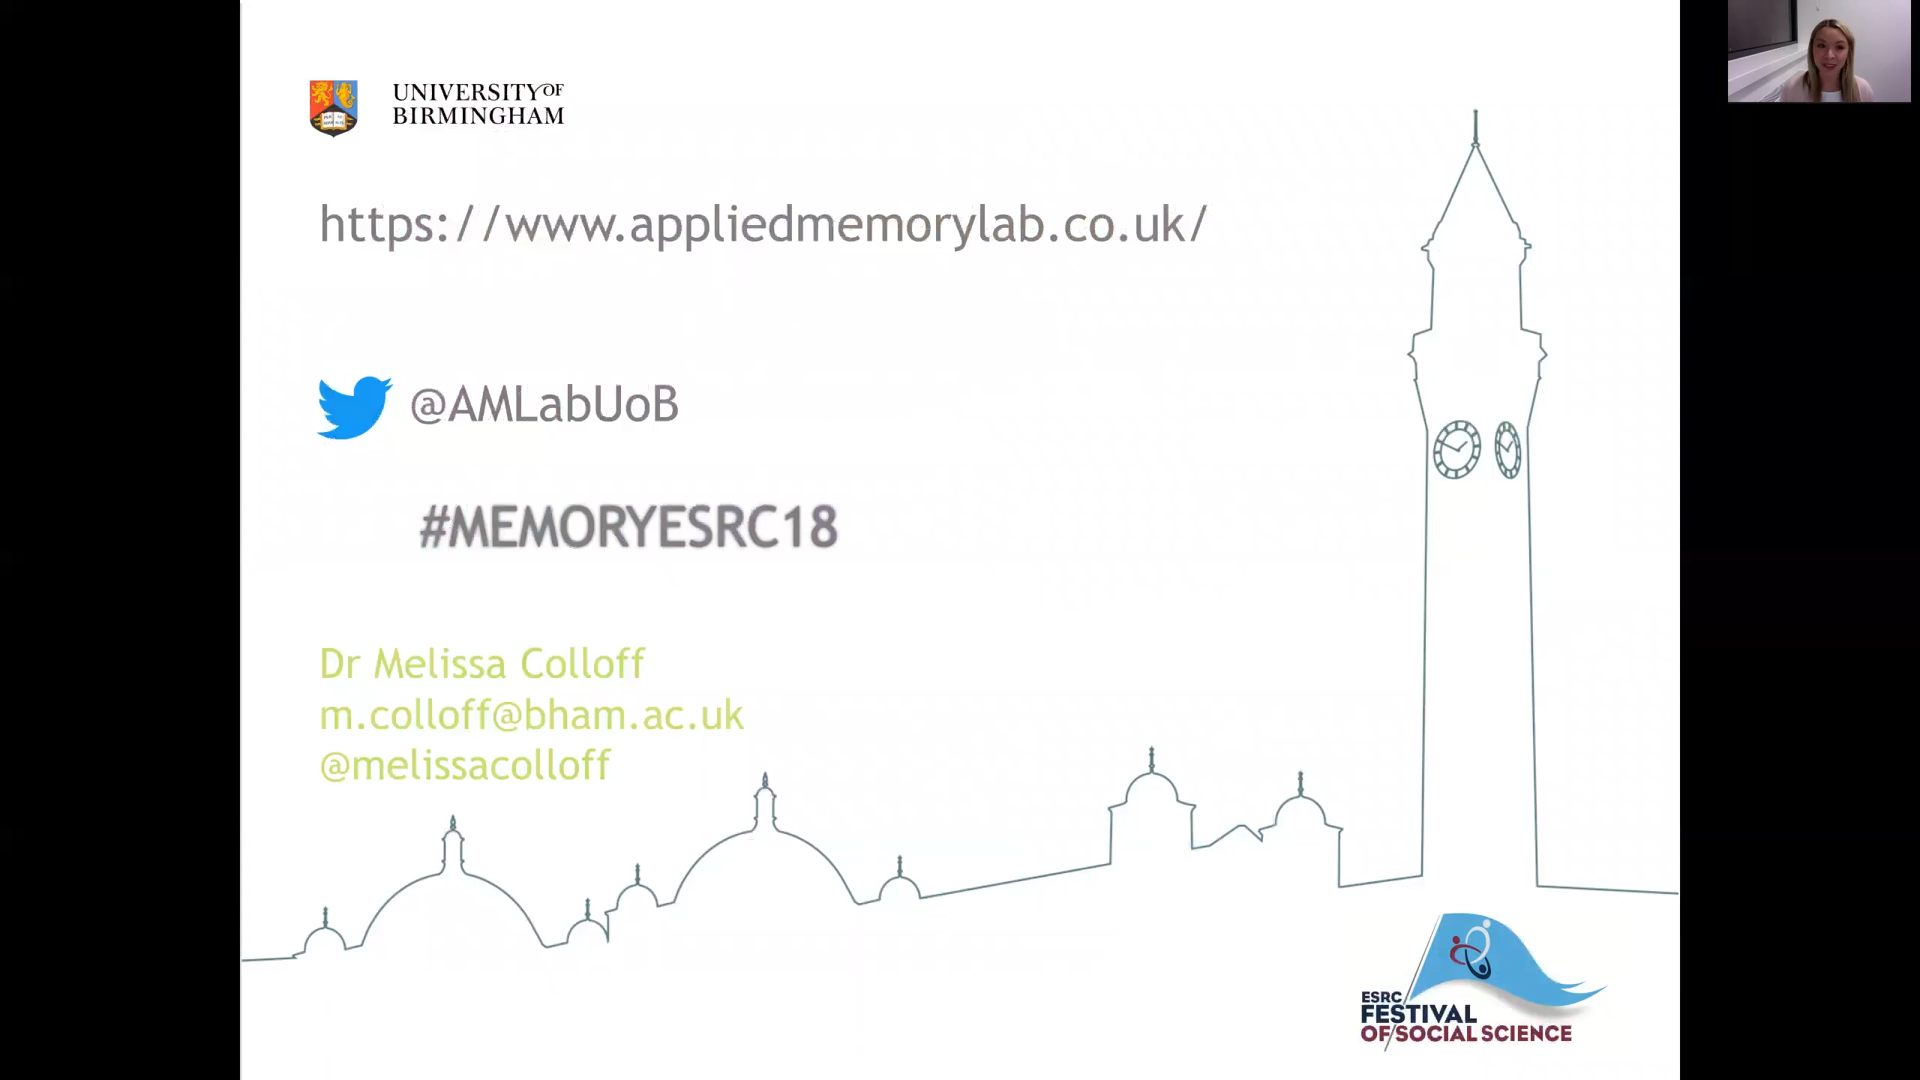 UNIVERSITY OF
BIRMINGHAM
https://www.appliedmemorylab.co.uk/
@AMLabUoB
#MEMORYESRC18
Dr Melissa Colloff
m.colloff@bham.ac.uk
@melissacolloff
ESRC
FESTIVAL
OF SOCIAL SCIENCE